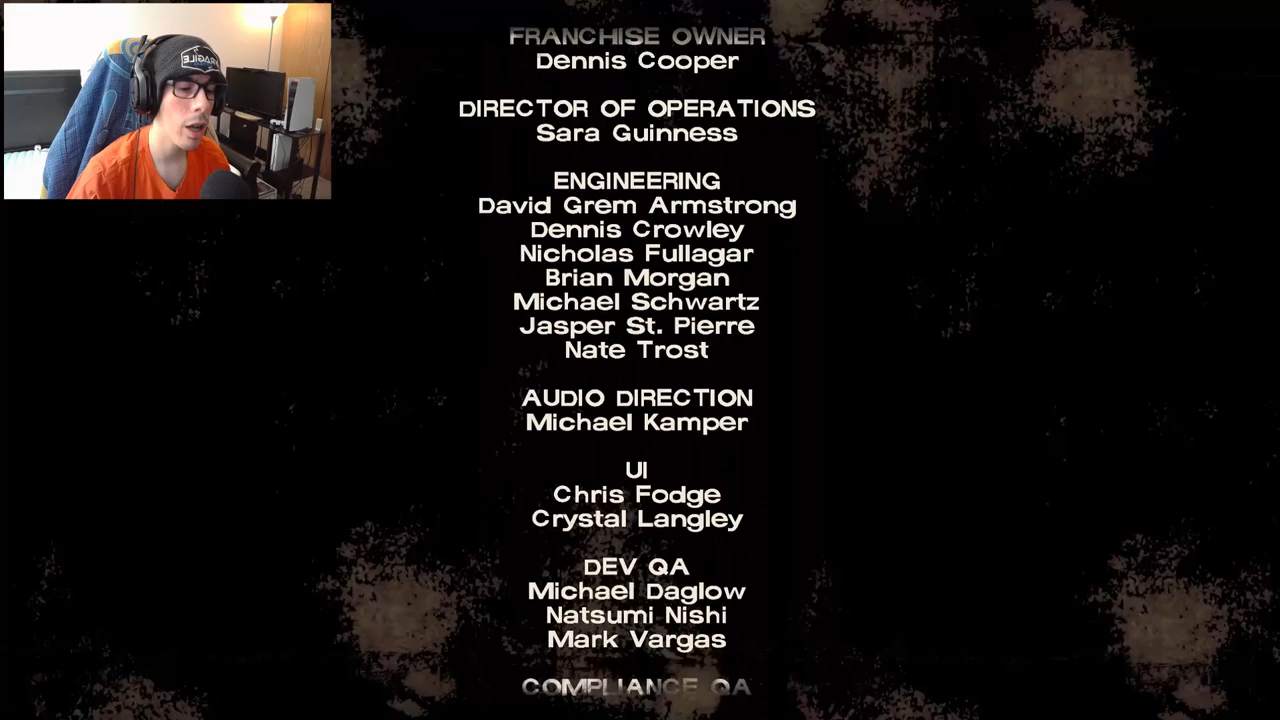 FRANCHISE OWNER
Dennis Cooper
DIRECTOR OF OPERATIONS
Sara Guinness
ENGINEERING
David Grem Armstrong
Dennis Crowley
Nicholas Fullagar
Brian Morgan
Michael Schwartz
Jasper St. Pierre
Nate Trost
AUDIO DIRECTION
Michael Kamper
UI
Chris Fodge
Crystal Langley
DEV QA
Michael Daglow
Natsumi Nishi
Mark Vargas
COMPLIANCE QA
FRAGILE